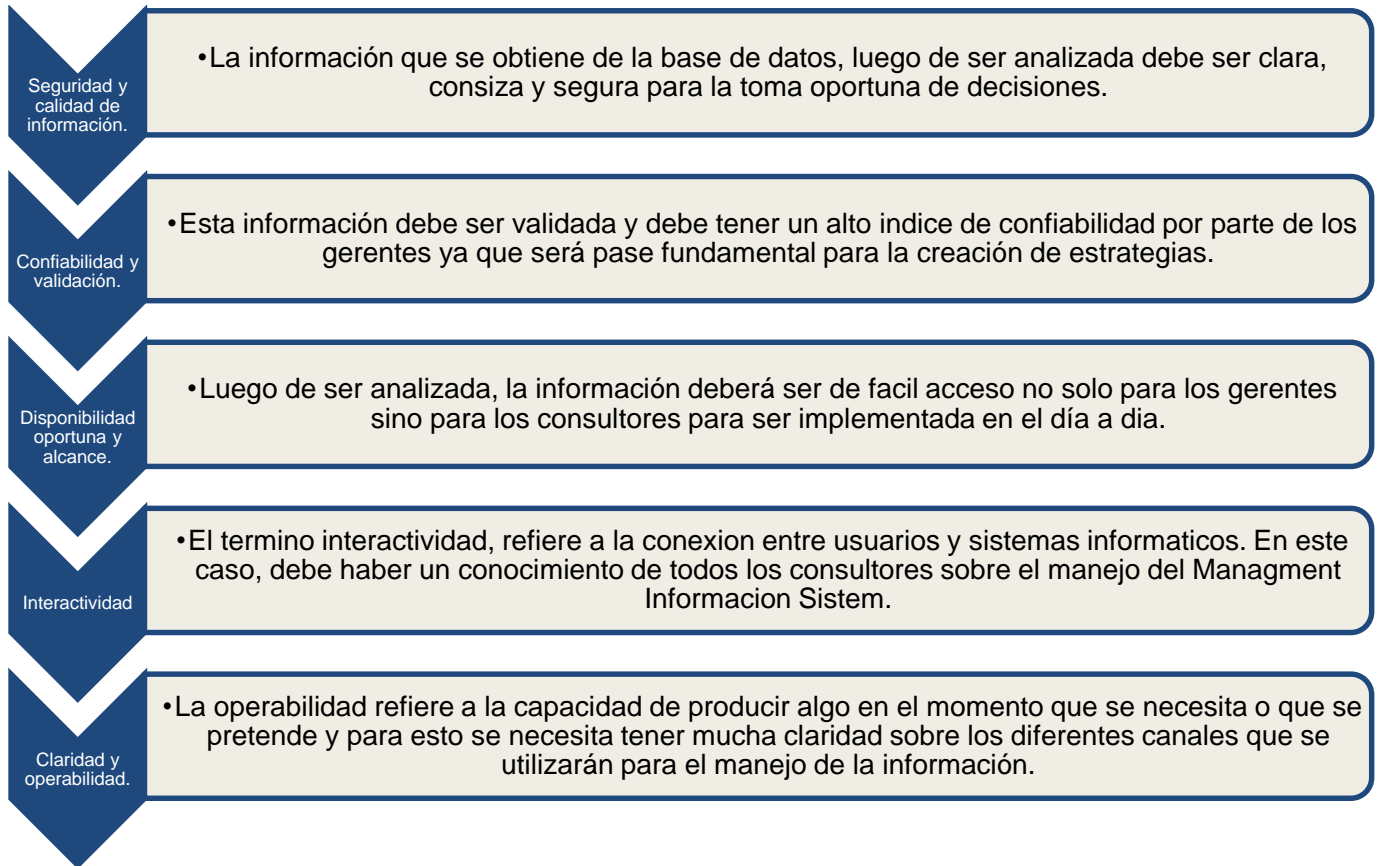 Seguridad y
calidad de
información.
•La información que se obtiene de la base de datos, luego de ser analizada debe ser clara,
consiza y segura para la toma oportuna de decisiones.
Confiabilidad y
validación.
•Esta información debe ser validada y debe tener un alto indice de confiabilidad por parte de los
gerentes ya que será pase fundamental para la creación de estrategias.
Disponibilidad
oportuna y
alcance.
•Luego de ser analizada, la información deberá ser de facil acceso no solo para los gerentes
sino para los consultores para ser implementada en el día a dia.
Interactividad
•El termino interactividad, refiere a la conexion entre usuarios y sistemas informaticos. En este
caso, debe haber un conocimiento de todos los consultores sobre el manejo del Managment
Informacion Sistem.
Claridad y
operabilidad.
•La operabilidad refiere a la capacidad de producir algo en el momento que se necesita o que se
pretende y para esto se necesita tener mucha claridad sobre los diferentes canales que se
utilizarán para el manejo de la información.